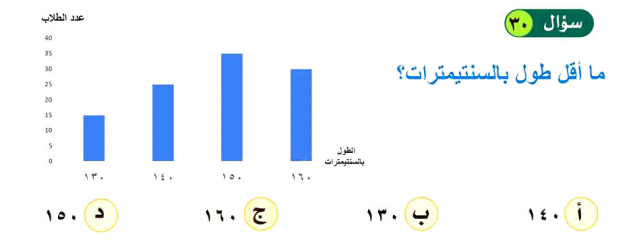 سؤال ٣٠
ما أقل طول بالسنتيمترات؟
عدد الطلاب
40
35
30
25
20
15
10
5
0
١٣٠ ١٤٠ ١٥٠ ١٦٠
الطول
بالسنتيمترات
أ ١٤٠ ب ١٣٠ ج ١٦٠ د ١٥٠